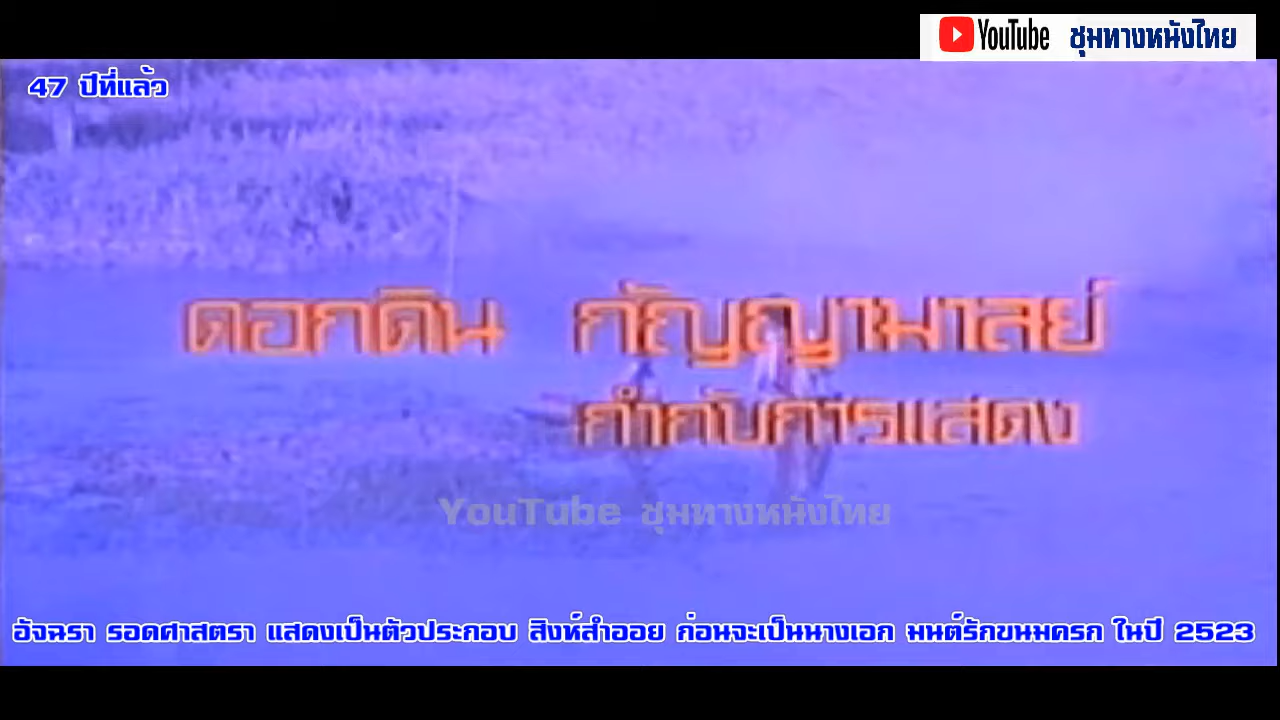 YouTube ชุมทางหนังไทย
47 ปีที่แล้ว
ดอกดิน กัญญามาลย์
กำกับการแสดง
YouTube ชุมทางหนังไทย
อัจฉรา รอดศาสตรา แสดงเป็นตัวประกอบ สิงห์สำออย ก่อนจะเป็นนางเอก มนต์รักขนมครก ในปี 2523